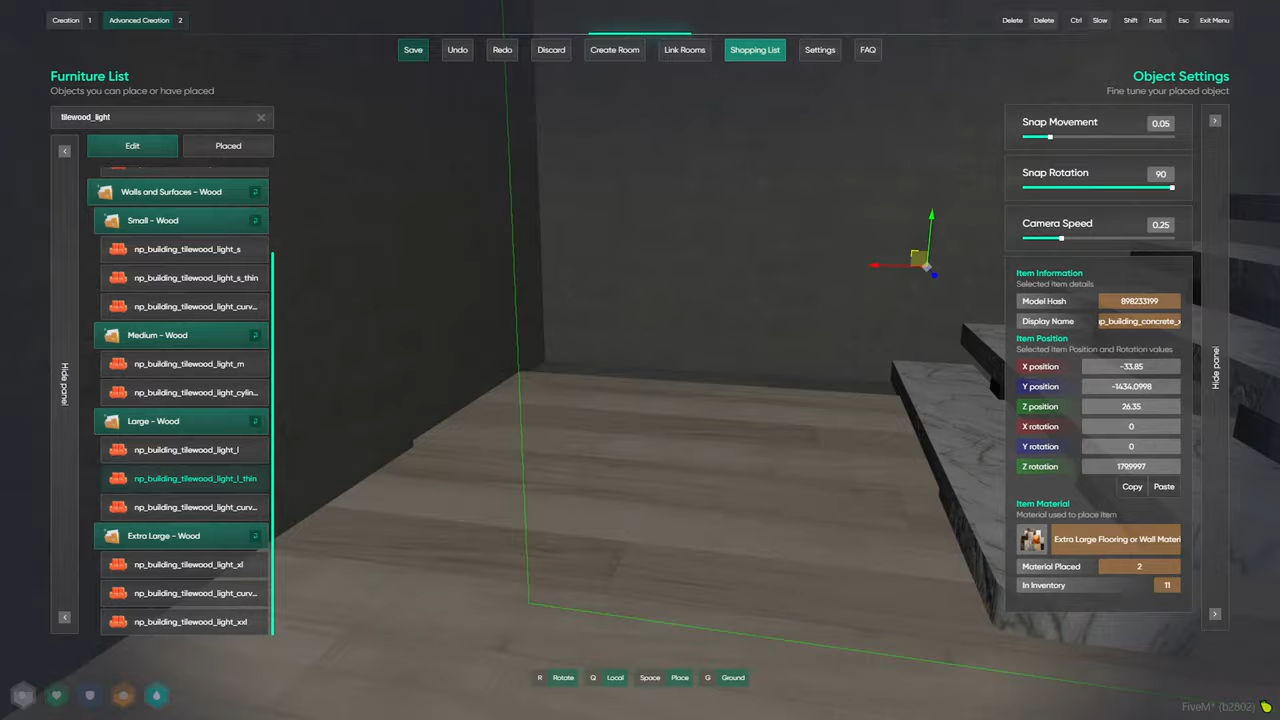 Creation 1 Advanced Creation 2
Delete Delete Ctrl Slow Shift Fast Esc Exit Menu
Save Undo Redo Discard Create Room Link Rooms Shopping List Settings FAQ
Furniture List
Objects you can place or have placed
tilewood_light
Edit Placed
Hide panel
Walls and Surfaces - Wood
Small - Wood
np_building_tilewood_light_s
np_building_tilewood_light_s_thin
np_building_tilewood_light_curv...
Medium - Wood
np_building_tilewood_light_m
np_building_tilewood_light_cylin...
Large - Wood
np_building_tilewood_light_l
np_building_tilewood_light_l_thin
np_building_tilewood_light_curv...
Extra Large - Wood
np_building_tilewood_light_xl
np_building_tilewood_light_curv...
np_building_tilewood_light_xxl
Object Settings
Fine tune your placed object
Snap Movement 0.05
Snap Rotation 90
Camera Speed 0.25
Item Information
Selected item details
Model Hash 898233199
Display Name p_building_concrete_x
Item Position
Selected Item Position and Rotation values
X position -33.85
Y position -1434.0998
Z position 26.35
X rotation 0
Y rotation 0
Z rotation 179.9997
Copy Paste
Item Material
Material used to place item
Extra Large Flooring or Wall Materi
Material Placed 2
In Inventory 11
Hide panel
R Rotate Q Local Space Place G Ground
FiveM* (b2802)